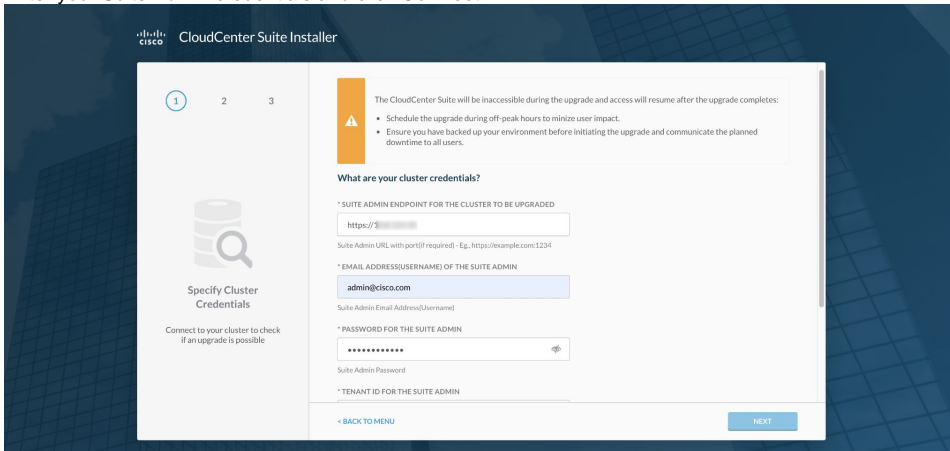 cisco CloudCenter Suite Installer
1 2 3
The CloudCenter Suite will be inaccessible during the upgrade and access will resume after the upgrade completes:
• Schedule the upgrade during off-peak hours to minize user impact.
• Ensure you have backed up your environment before initiating the upgrade and communicate the planned
downtime to all users.
What are your cluster credentials?
* SUITE ADMIN ENDPOINT FOR THE CLUSTER TO BE UPGRADED
https://
Suite Admin URL with port(if required) - Eg., https://example.com:1234
* EMAIL ADDRESS(USERNAME) OF THE SUITE ADMIN
admin@cisco.com
Suite Admin Email Address(Username)
* PASSWORD FOR THE SUITE ADMIN
••••••••••••
Suite Admin Password
* TENANT ID FOR THE SUITE ADMIN
Specify Cluster
Credentials
Connect to your cluster to check
if an upgrade is possible
< BACK TO MENU
NEXT